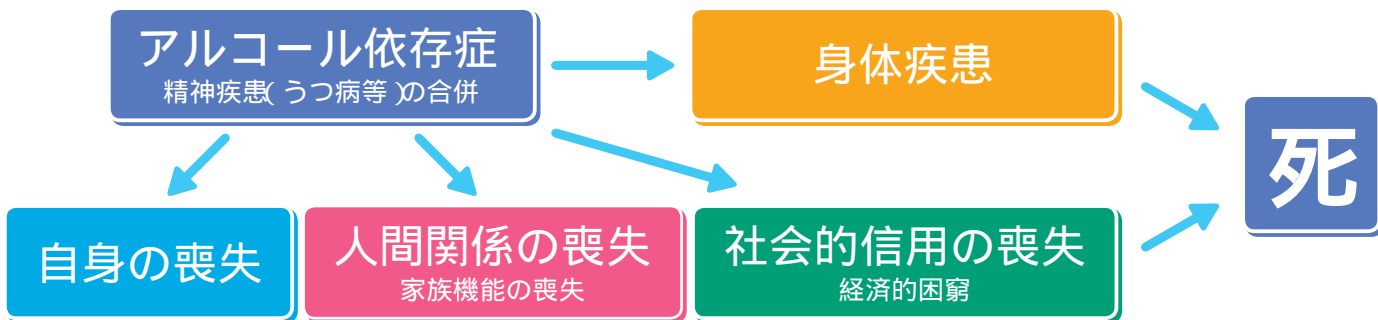 アルコール依存症
精神疾患(うつ病等)の合併
身体疾患
死
自身の喪失
人間関係の喪失
家族機能の喪失
社会的信用の喪失
経済的困窮